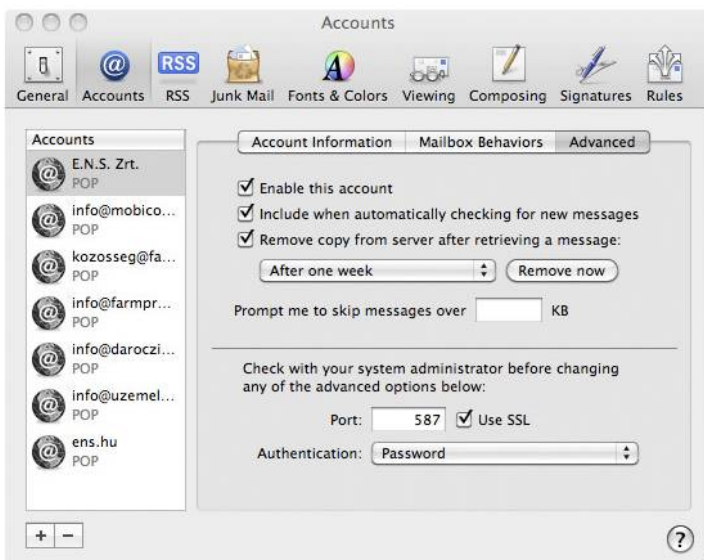 Accounts
General Accounts RSS Junk Mail Fonts & Colors Viewing Composing Signatures Rules
RSS
Accounts
E.N.S. Zrt.
POP
info@mobico...
POP
kozosseg@fa...
POP
info@farmpr...
POP
info@daroczi...
POP
info@uzemel...
POP
ens.hu
POP
Account Information Mailbox Behaviors Advanced
Enable this account
Include when automatically checking for new messages
Remove copy from server after retrieving a message:
After one week Remove now
Prompt me to skip messages over KB
Check with your system administrator before changing
any of the advanced options below:
Port: 587 Use SSL
Authentication: Password